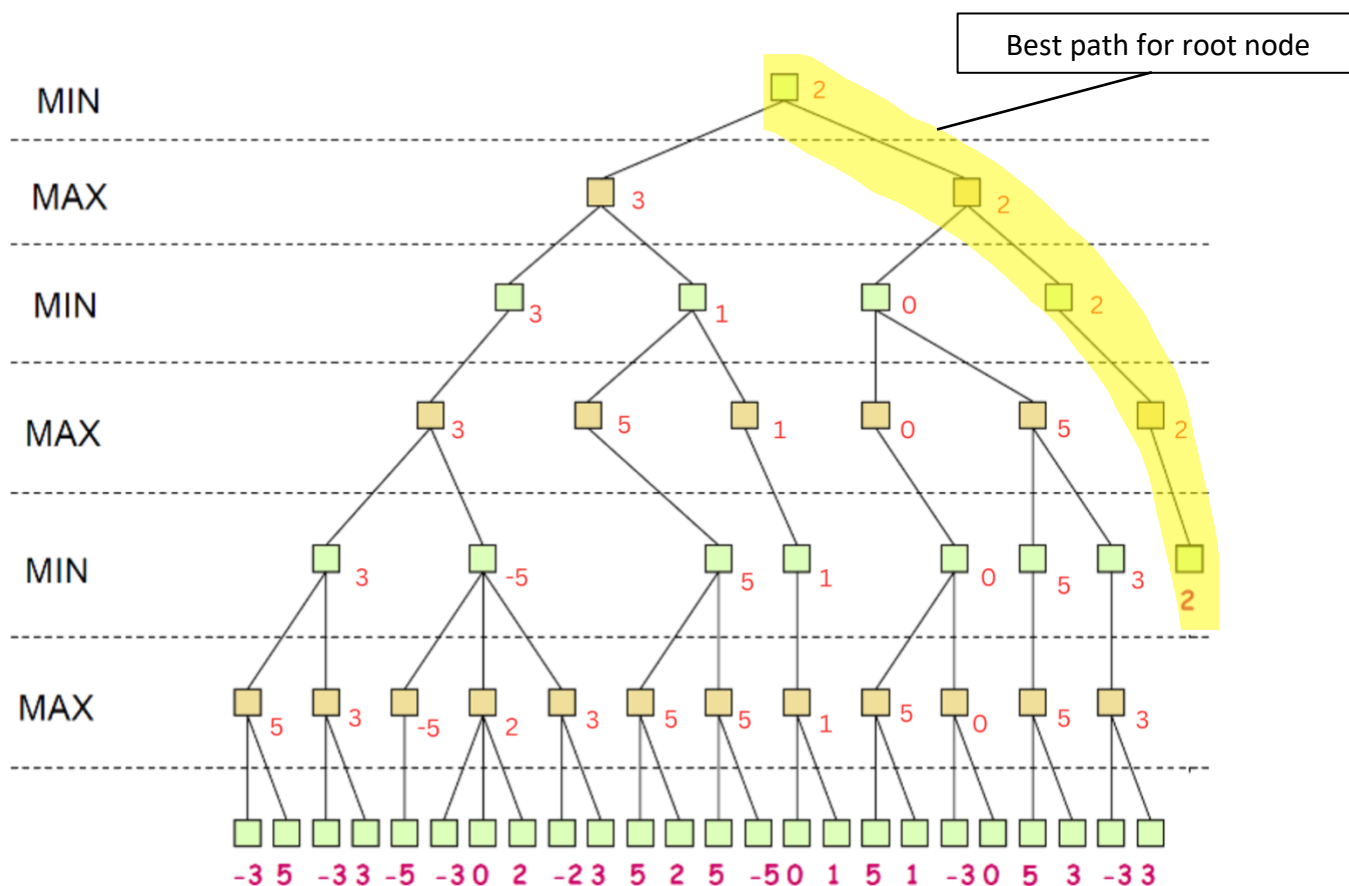 Best path for root node
MIN 2
MAX 3 2
MIN 3 1 0 2
MAX 3 5 1 0 5 2
MIN 3 -5 5 1 0 5 3 2
MAX 5 3 -5 2 3 5 5 1 5 0 5 3
-3 5 -3 3 -5 -3 0 2 -2 3 5 2 5 -5 0 1 5 1 -3 0 5 3 -3 3